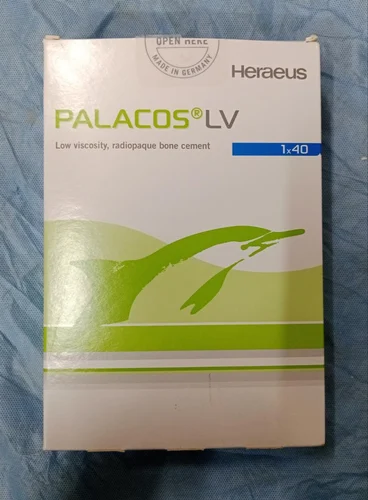 OPEN HERE
MADE IN GERMANY
Heraeus
PALACOS® LV
Low viscosity, radiopaque bone cement
1x40